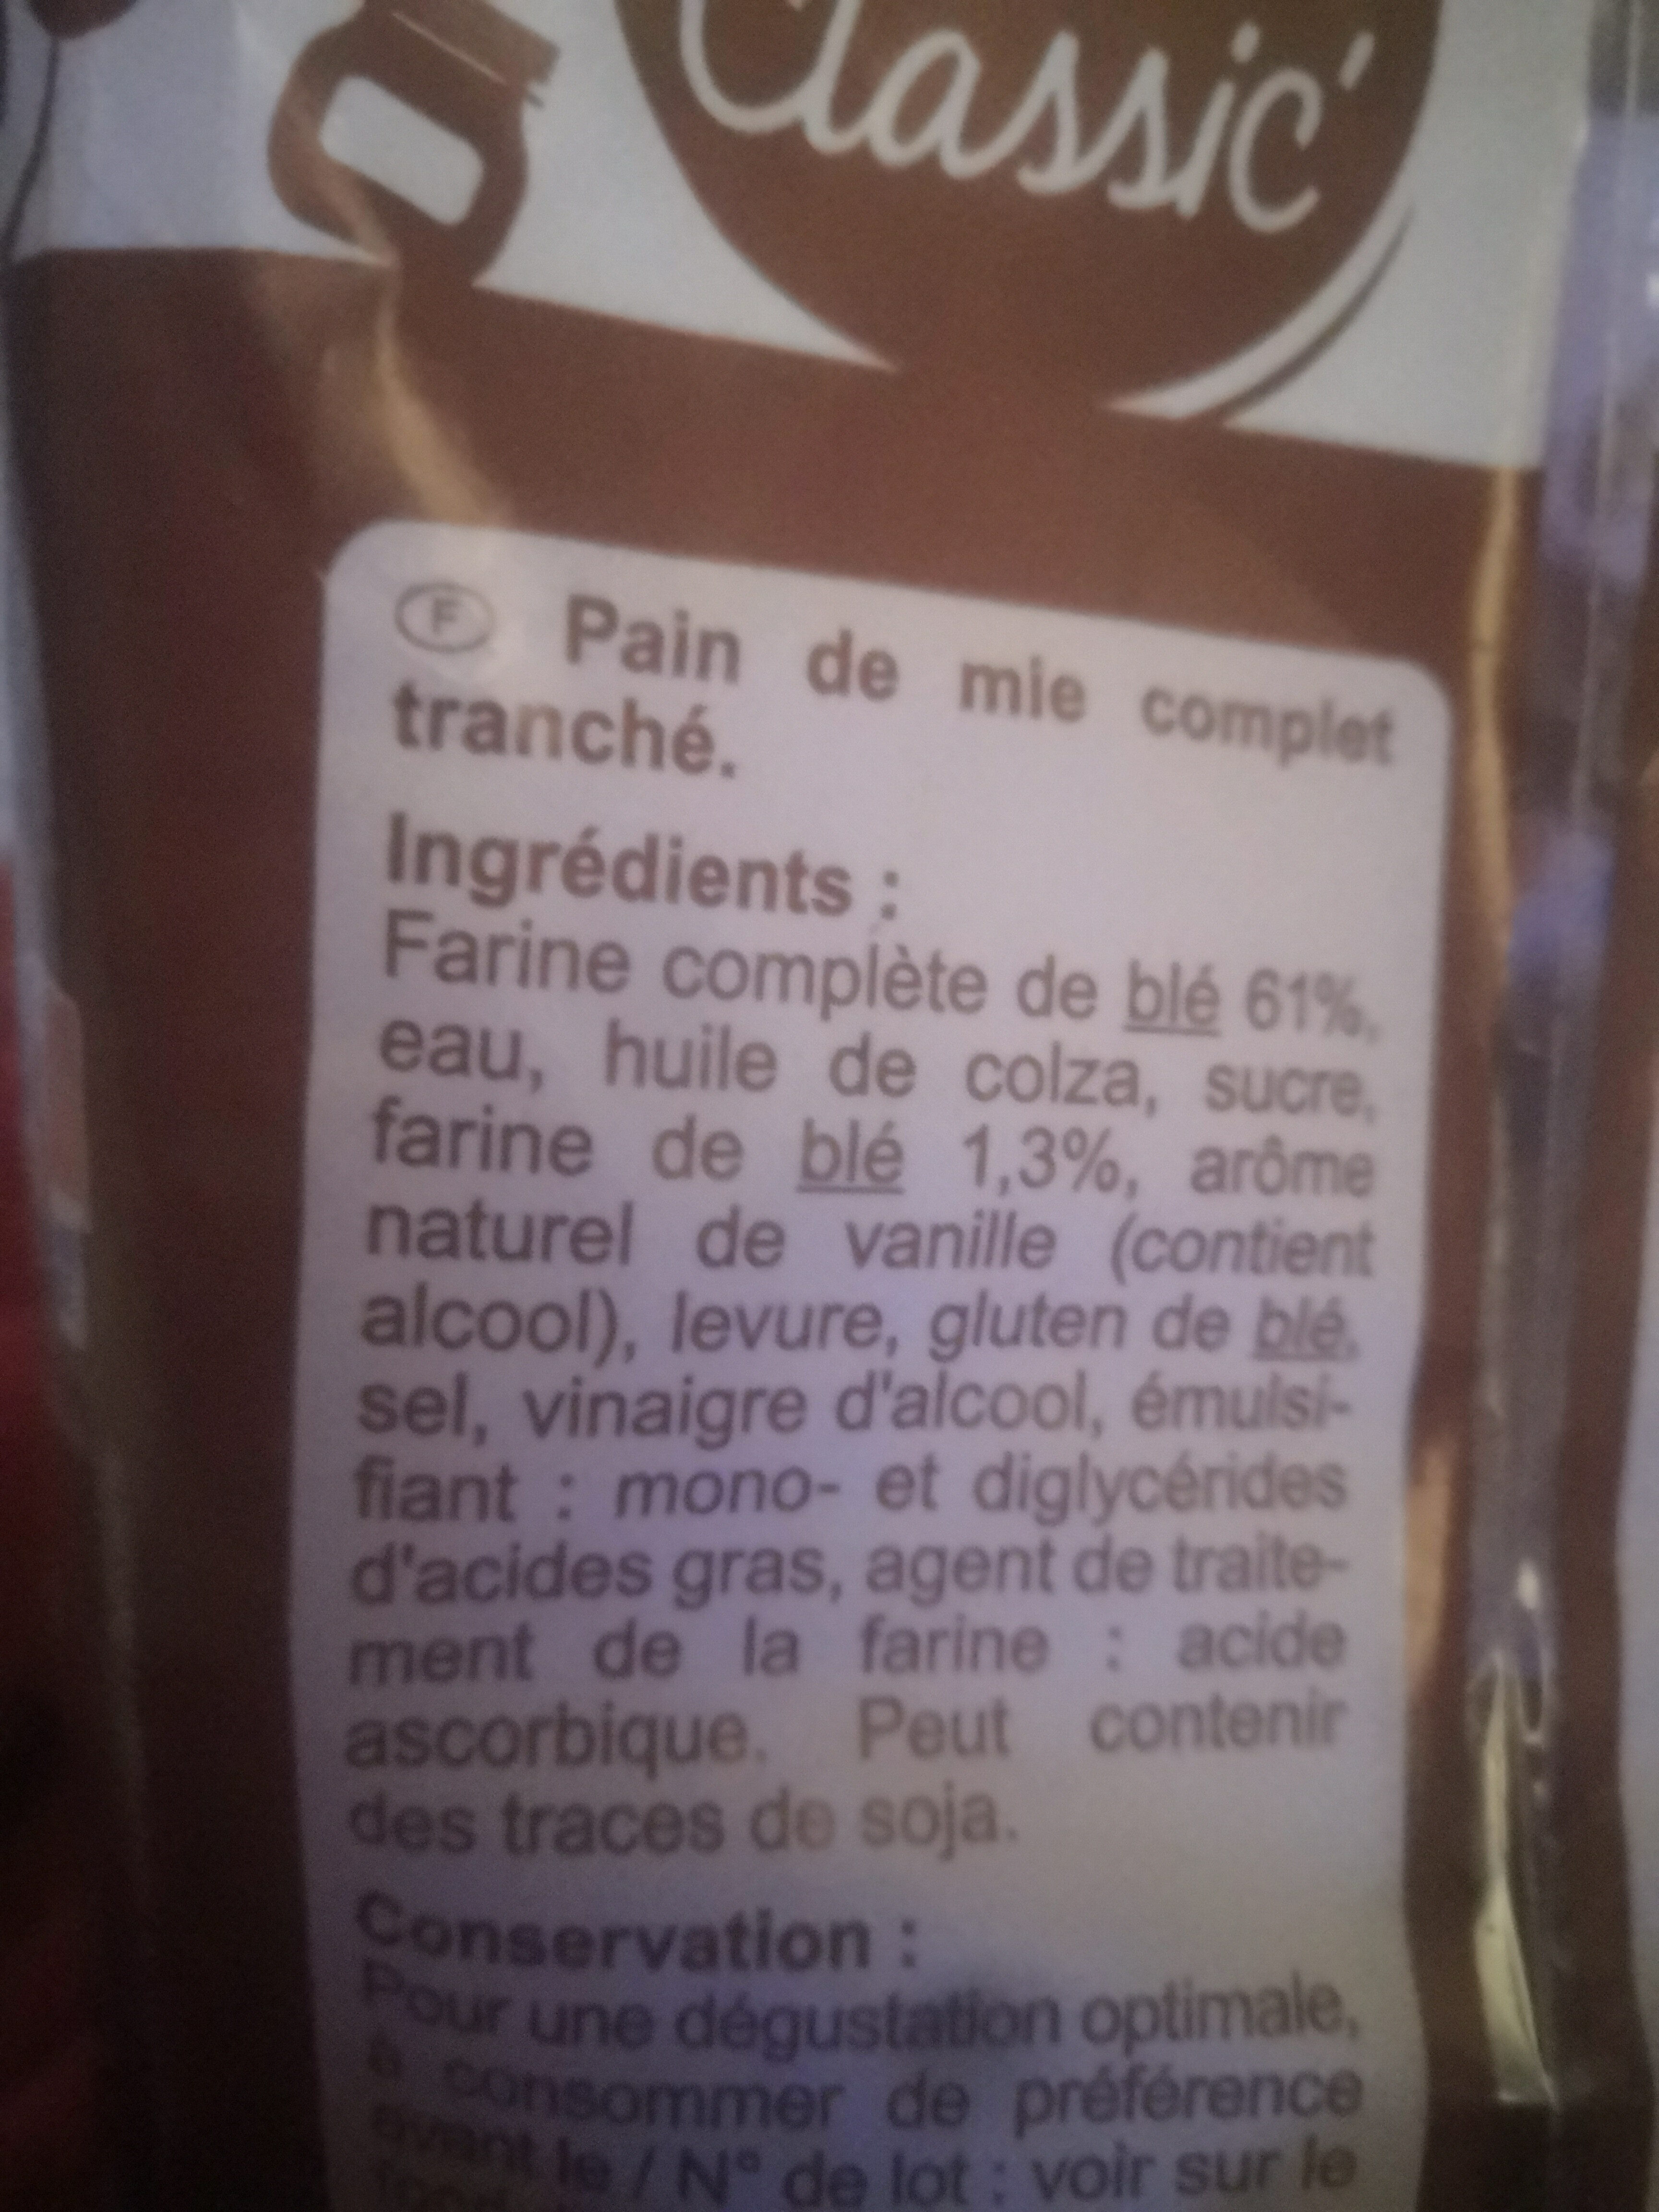 Classic'
F Pain de mie complet
tranché.
Ingrédients :
Farine complète de blé 61%,
eau, huile de colza, sucre,
farine de blé 1,3%, arôme
naturel de vanille (contient
alcool), levure, gluten de blé,
sel, vinaigre d'alcool, émulsi-
fiant : mono- et diglycérides
d'acides gras, agent de traite-
ment de la farine : acide
ascorbique. Peut contenir
des traces de soja.
Conservation :
Pour une dégustation optimale,
à consommer de préférence
avant le / N° de lot : voir sur le